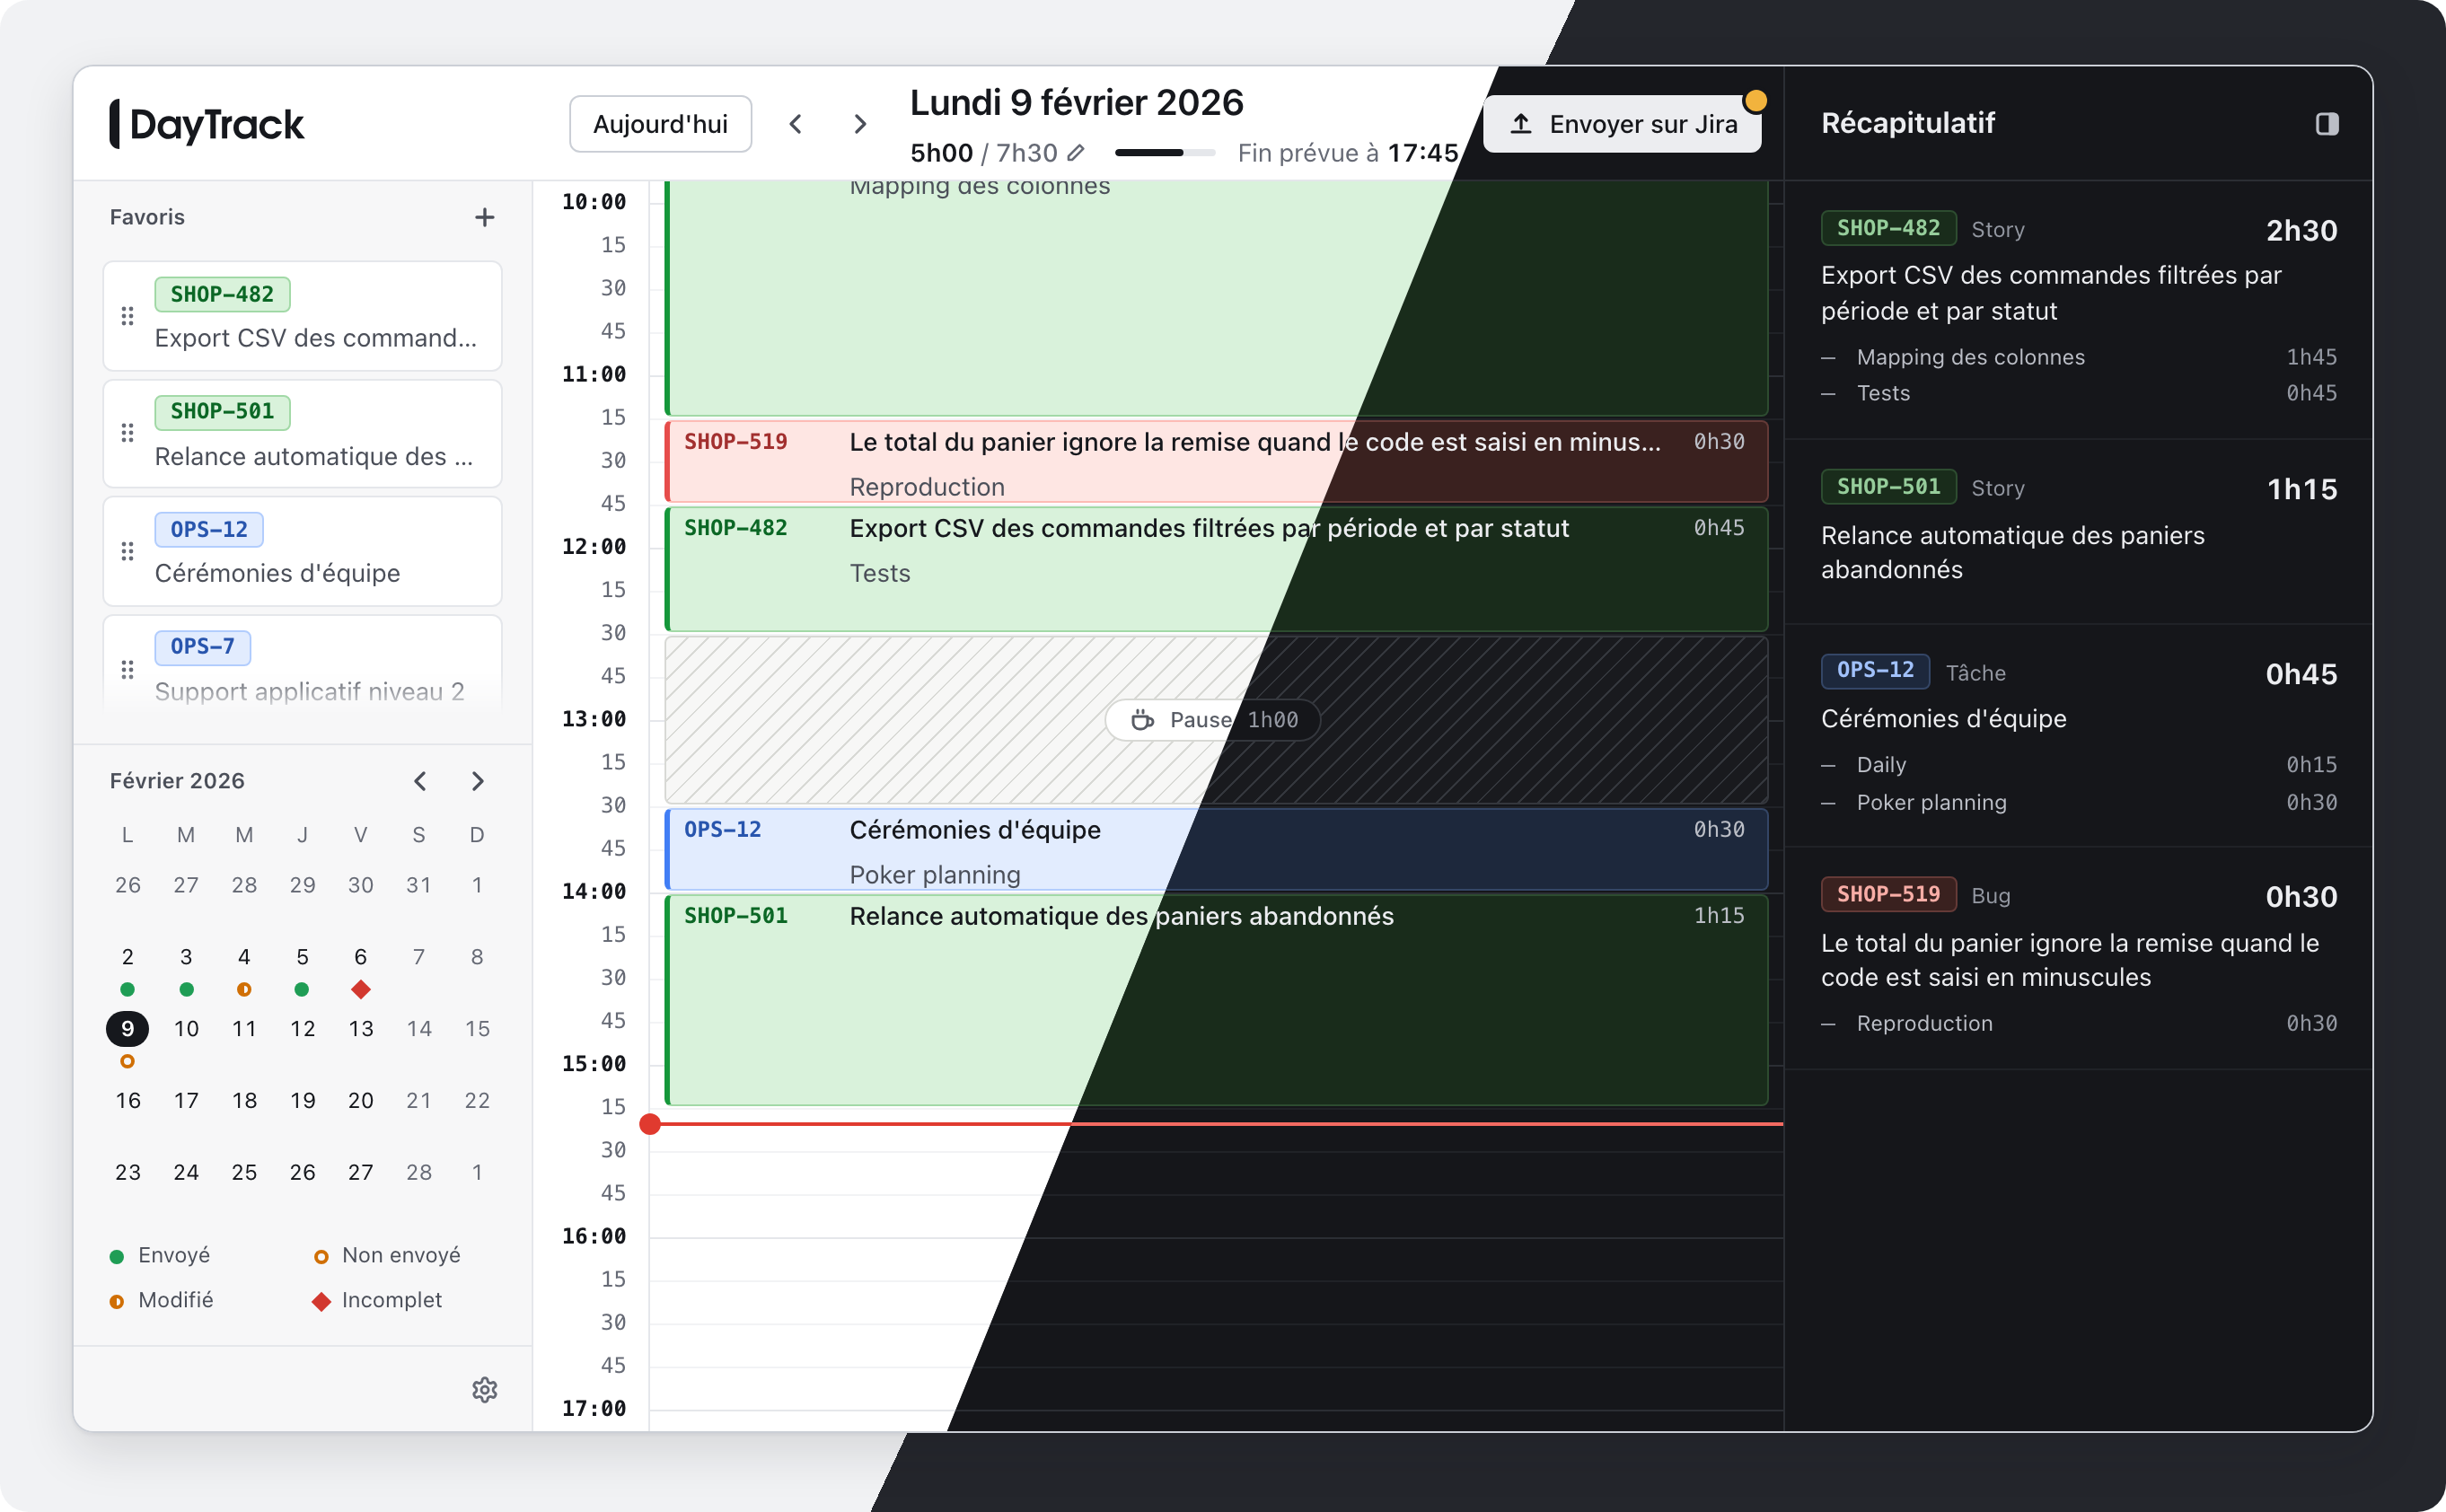 DayTrack
Aujourd'hui
Lundi 9 février 2026
5h00 / 7h30
Fin prévue à 17:45
Envoyer sur Jira
Récapitulatif
Favoris
SHOP-482
Export CSV des command...
SHOP-501
Relance automatique des ...
OPS-12
Cérémonies d'équipe
OPS-7
Support applicatif niveau 2
Février 2026
L M M J V S D
26 27 28 29 30 31 1
2 3 4 5 6 7 8
9 10 11 12 13 14 15
16 17 18 19 20 21 22
23 24 25 26 27 28 1
Envoyé
Non envoyé
Modifié
Incomplet
10:00
15
30
45
11:00
15
30
45
12:00
15
30
45
13:00
15
30
45
14:00
15
30
45
15:00
15
30
45
16:00
15
30
45
17:00
Mapping des colonnes
SHOP-519 Le total du panier ignore la remise quand le code est saisi en minus... 0h30
Reproduction
SHOP-482 Export CSV des commandes filtrées par période et par statut 0h45
Tests
Pause 1h00
OPS-12 Cérémonies d'équipe 0h30
Poker planning
SHOP-501 Relance automatique des paniers abandonnés 1h15
SHOP-482 Story 2h30
Export CSV des commandes filtrées par
période et par statut
— Mapping des colonnes 1h45
— Tests 0h45
SHOP-501 Story 1h15
Relance automatique des paniers
abandonnés
OPS-12 Tâche 0h45
Cérémonies d'équipe
— Daily 0h15
— Poker planning 0h30
SHOP-519 Bug 0h30
Le total du panier ignore la remise quand le
code est saisi en minuscules
— Reproduction 0h30